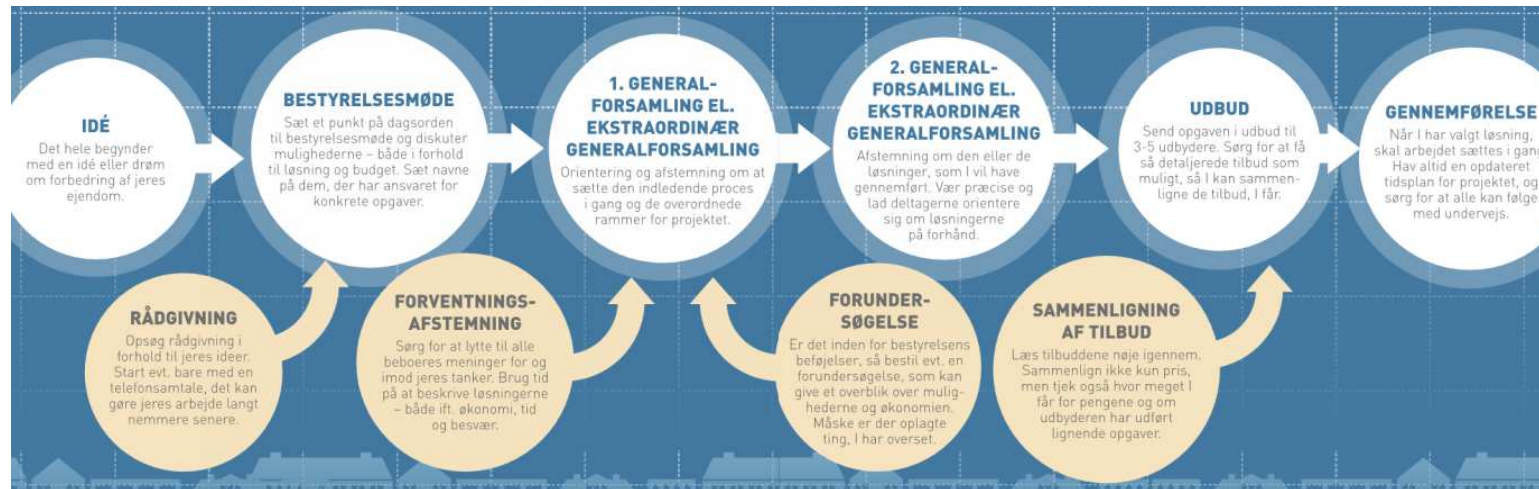 IDÉ
Det hele begynder
med en idé eller drøm
om forbedring af jeres
ejendom.
BESTYRELSESMØDE
Sæt et punkt på dagsorden
til bestyrelsesmøde og diskuter
mulighederne – både i forhold
til løsning og budget. Sæt navne
på dem, der har ansvaret for
konkrete opgaver.
1. GENERAL-
FORSAMLING EL.
EKSTRAORDINÆR
GENERALFORSAMLING
Orientering og afstemning om at
sætte den indledende proces
i gang og de overordnede
rammer for projektet.
2. GENERAL-
FORSAMLING EL.
EKSTRAORDINÆR
GENERALFORSAMLING
Afstemning om den eller de
løsninger, som I vil have
gennemført. Vær præcise og
lad deltagerne orientere
sig om løsningerne
på forhånd.
UDBUD
Send opgaven i udbud til
3-5 udbydere. Sørg for at få
så detaljerede tilbud som
muligt, så I kan sammen-
ligne de tilbud, I får.
GENNEMFØRELSE
Når I har valgt løsning,
skal arbejdet sættes i gang.
Hav altid en opdateret
tidsplan for projektet, og
sørg for at alle kan følge
med undervejs.
RÅDGIVNING
Opsøg rådgivning i
forhold til jeres ideer.
Start evt. bare med en
telefonsamtale, det kan
gøre jeres arbejde langt
nemmere senere.
FORVENTNINGS-
AFSTEMNING
Sørg for at lytte til alle
beboeres meninger for og
imod jeres tanker. Brug tid
på at beskrive løsningerne
– både ift. økonomi, tid
og besvær.
FORUNDER-
SØGELSE
Er det inden for bestyrelsens
beføjelser, så bestil evt. en
forundersøgelse, som kan
give et overblik over mulig-
hederne og økonomien.
Måske er der oplagte
ting, I har overset.
SAMMENLIGNING
AF TILBUD
Læs tilbuddene nøje igennem.
Sammenlign ikke kun pris,
men tjek også hvor meget I
får for pengene og om
udbyderen har udført
lignende opgaver.